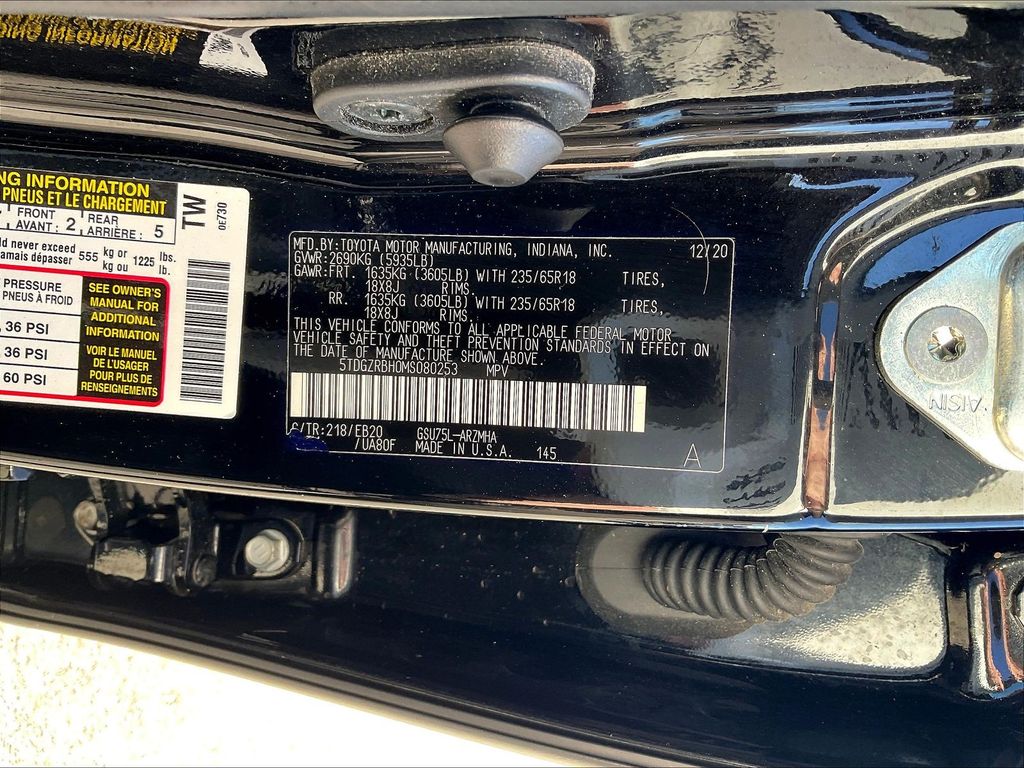 NG INFORMATION
PNEUS ET LE CHARGEMENT
FRONT
AVANT : 2
REAR
ARRIÈRE : 5
TW
0E730
ld never exceed 555 kg or 1225 lbs.
jamais dépasser kg ou lb.
PRESSURE
PNEUS À FROID
36 PSI
36 PSI
60 PSI
SEE OWNER'S
MANUAL FOR
ADDITIONAL
INFORMATION
VOIR LE MANUEL
DE L'USAGER
POUR PLUS DE
RENSEIGNEMENTS
MFD.BY:TOYOTA MOTOR MANUFACTURING, INDIANA, INC. 12/20
GVWR:2690KG (5935LB)
GAWR:FRT. 1635KG (3605LB) WITH 235/65R18 TIRES,
18X8J RIMS.
RR. 1635KG (3605LB) WITH 235/65R18 TIRES,
18X8J RIMS.
THIS VEHICLE CONFORMS TO ALL APPLICABLE FEDERAL MOTOR
VEHICLE SAFETY AND THEFT PREVENTION STANDARDS IN EFFECT ON
THE DATE OF MANUFACTURE SHOWN ABOVE.
5TDGZRBH0MS080253 MPV
C/TR:218/EB20 GSU75L-ARZMHA
/UA80F MADE IN U.S.A. 145
A
AISIN